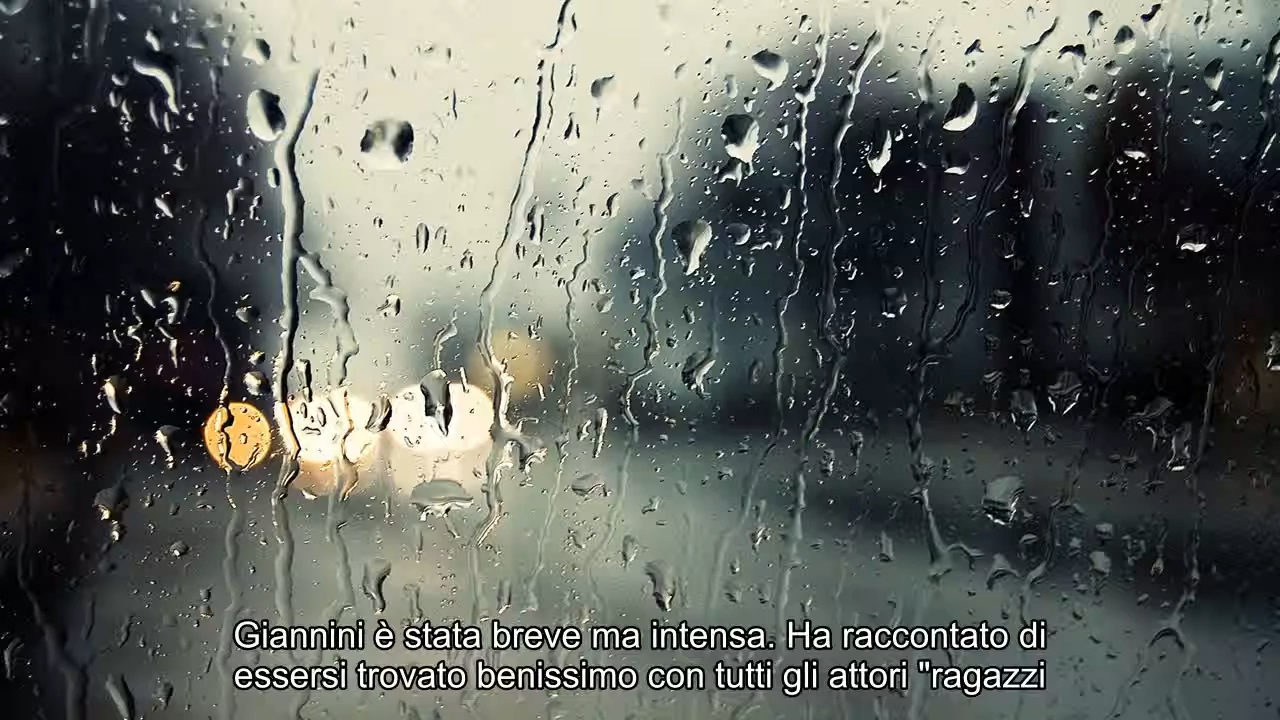 Giannini è stata breve ma intensa. Ha raccontato di
essersi trovato benissimo con tutti gli attori "ragazzi